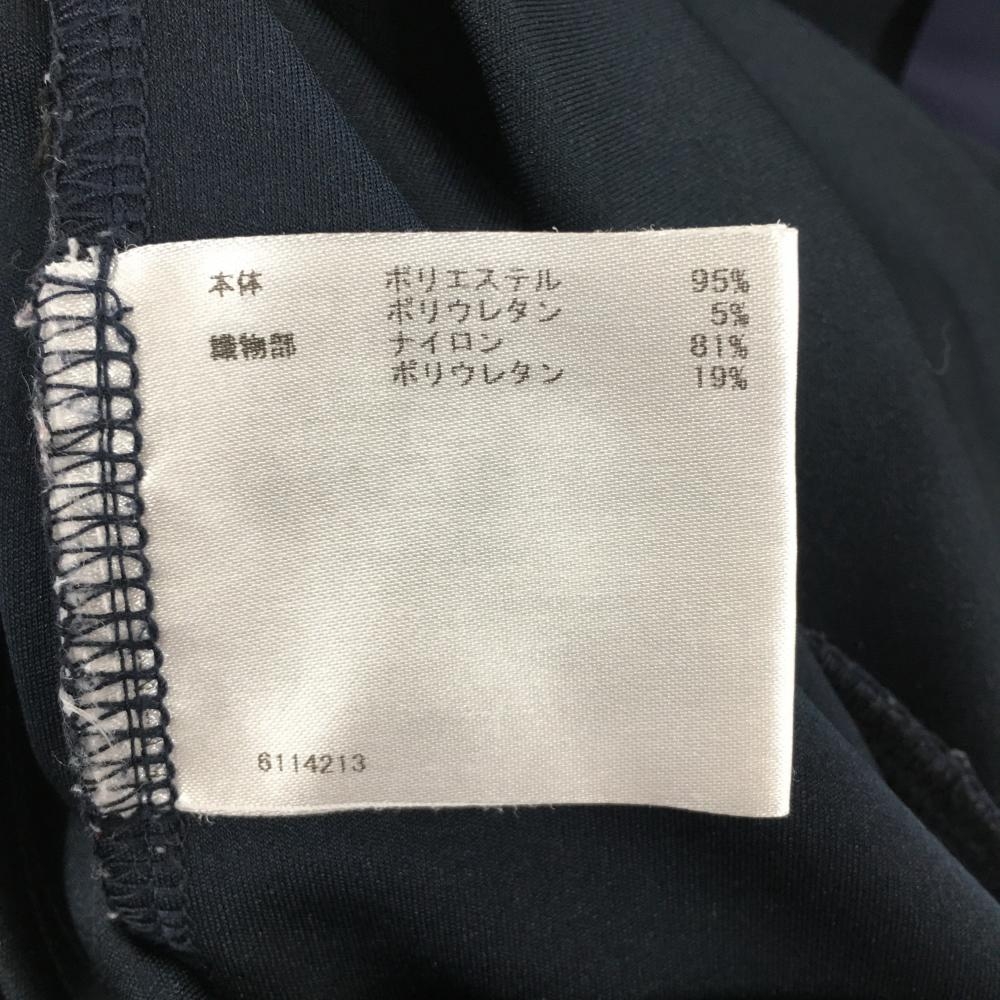 本体 ポリエステル 95%
ポリウレタン 5%
織物部 ナイロン 81%
ポリウレタン 19%
6114213